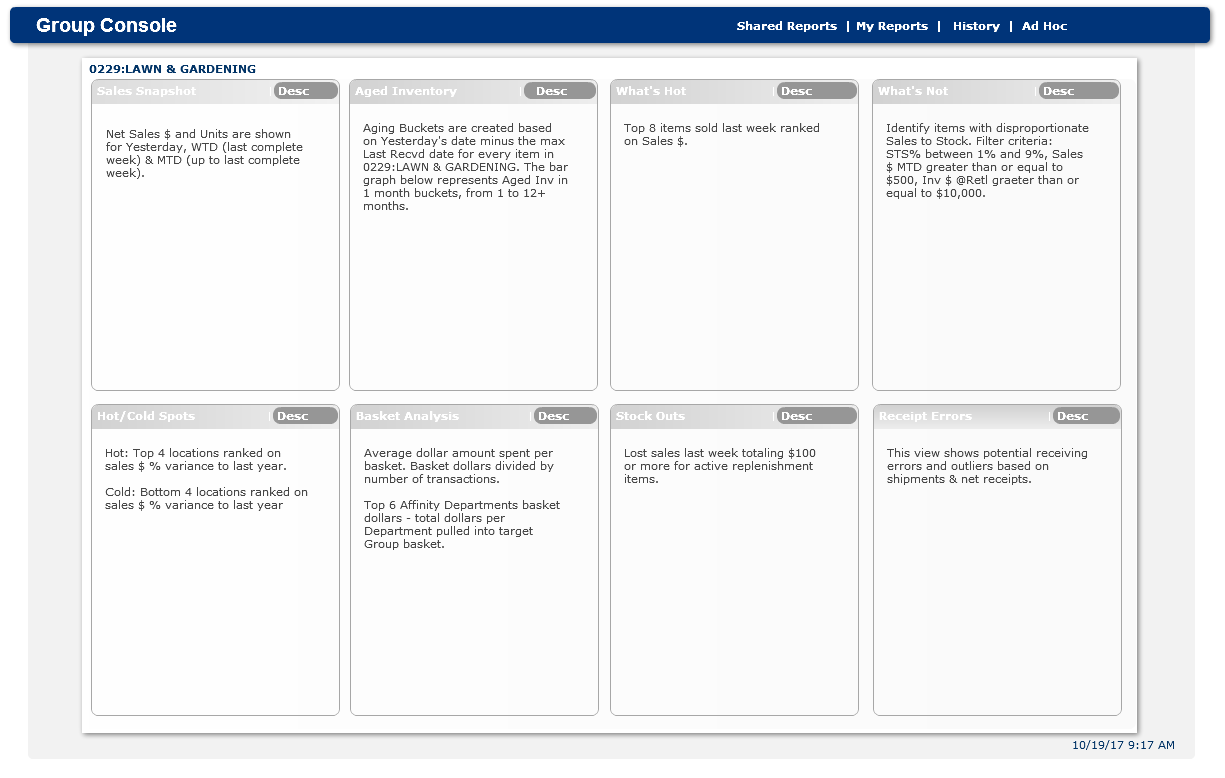 Group Console
Shared Reports | My Reports | History | Ad Hoc
0229:LAWN & GARDENING
Sales Snapshot | Desc
Net Sales $ and Units are shown
for Yesterday, WTD (last complete
week) & MTD (up to last complete
week).
Aged Inventory | Desc
Aging Buckets are created based
on Yesterday's date minus the max
Last Recvd date for every item in
0229:LAWN & GARDENING. The bar
graph below represents Aged Inv in
1 month buckets, from 1 to 12+
months.
What's Hot | Desc
Top 8 items sold last week ranked
on Sales $.
What's Not | Desc
Identify items with disproportionate
Sales to Stock. Filter criteria:
STS% between 1% and 9%, Sales
$ MTD greater than or equal to
$500, Inv $ @Retl graeter than or
equal to $10,000.
Hot/Cold Spots | Desc
Hot: Top 4 locations ranked on
sales $ % variance to last year.
Cold: Bottom 4 locations ranked on
sales $ % variance to last year
Basket Analysis | Desc
Average dollar amount spent per
basket. Basket dollars divided by
number of transactions.
Top 6 Affinity Departments basket
dollars - total dollars per
Department pulled into target
Group basket.
Stock Outs | Desc
Lost sales last week totaling $100
or more for active replenishment
items.
Receipt Errors | Desc
This view shows potential receiving
errors and outliers based on
shipments & net receipts.
10/19/17 9:17 AM